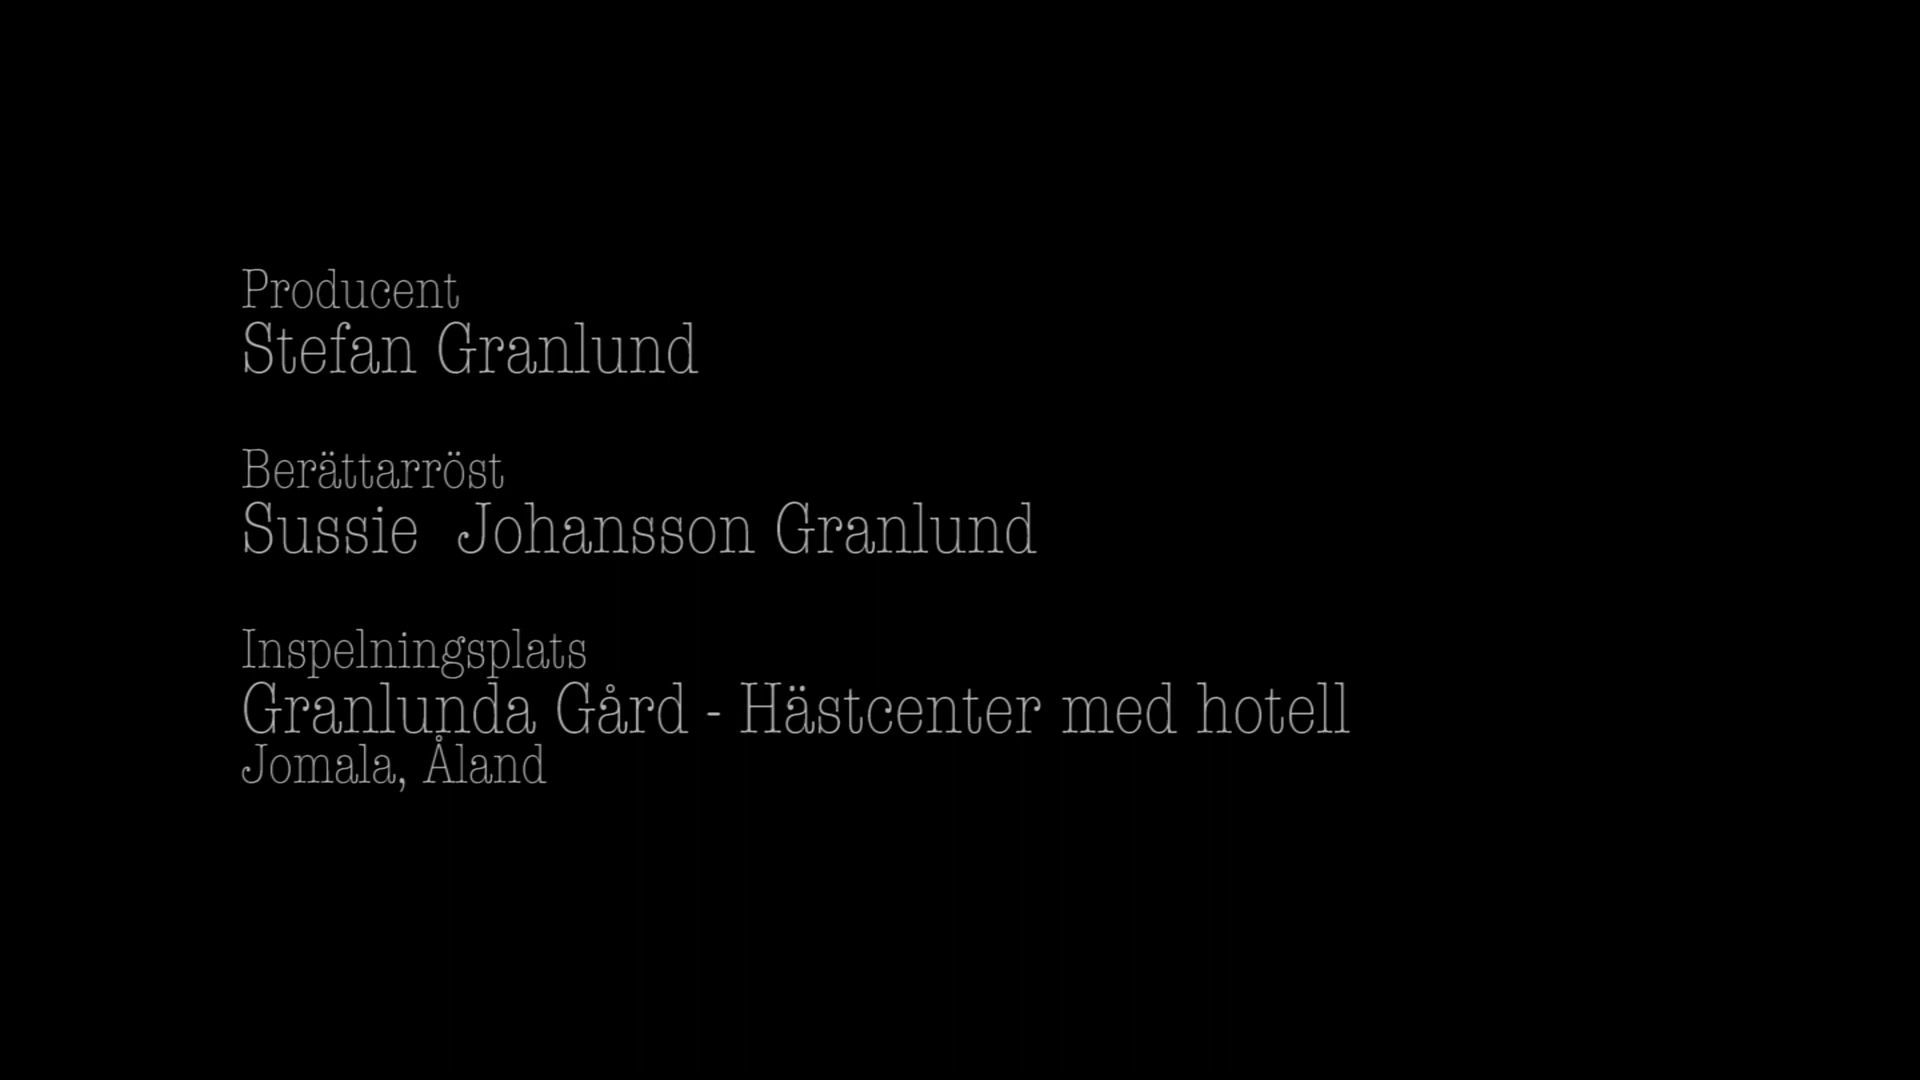 Producent
Stefan Granlund
Berättarröst
Sussie  Johansson Granlund
Inspelningsplats
Granlunda Gård - Hästcenter med hotell
Jomala, Åland